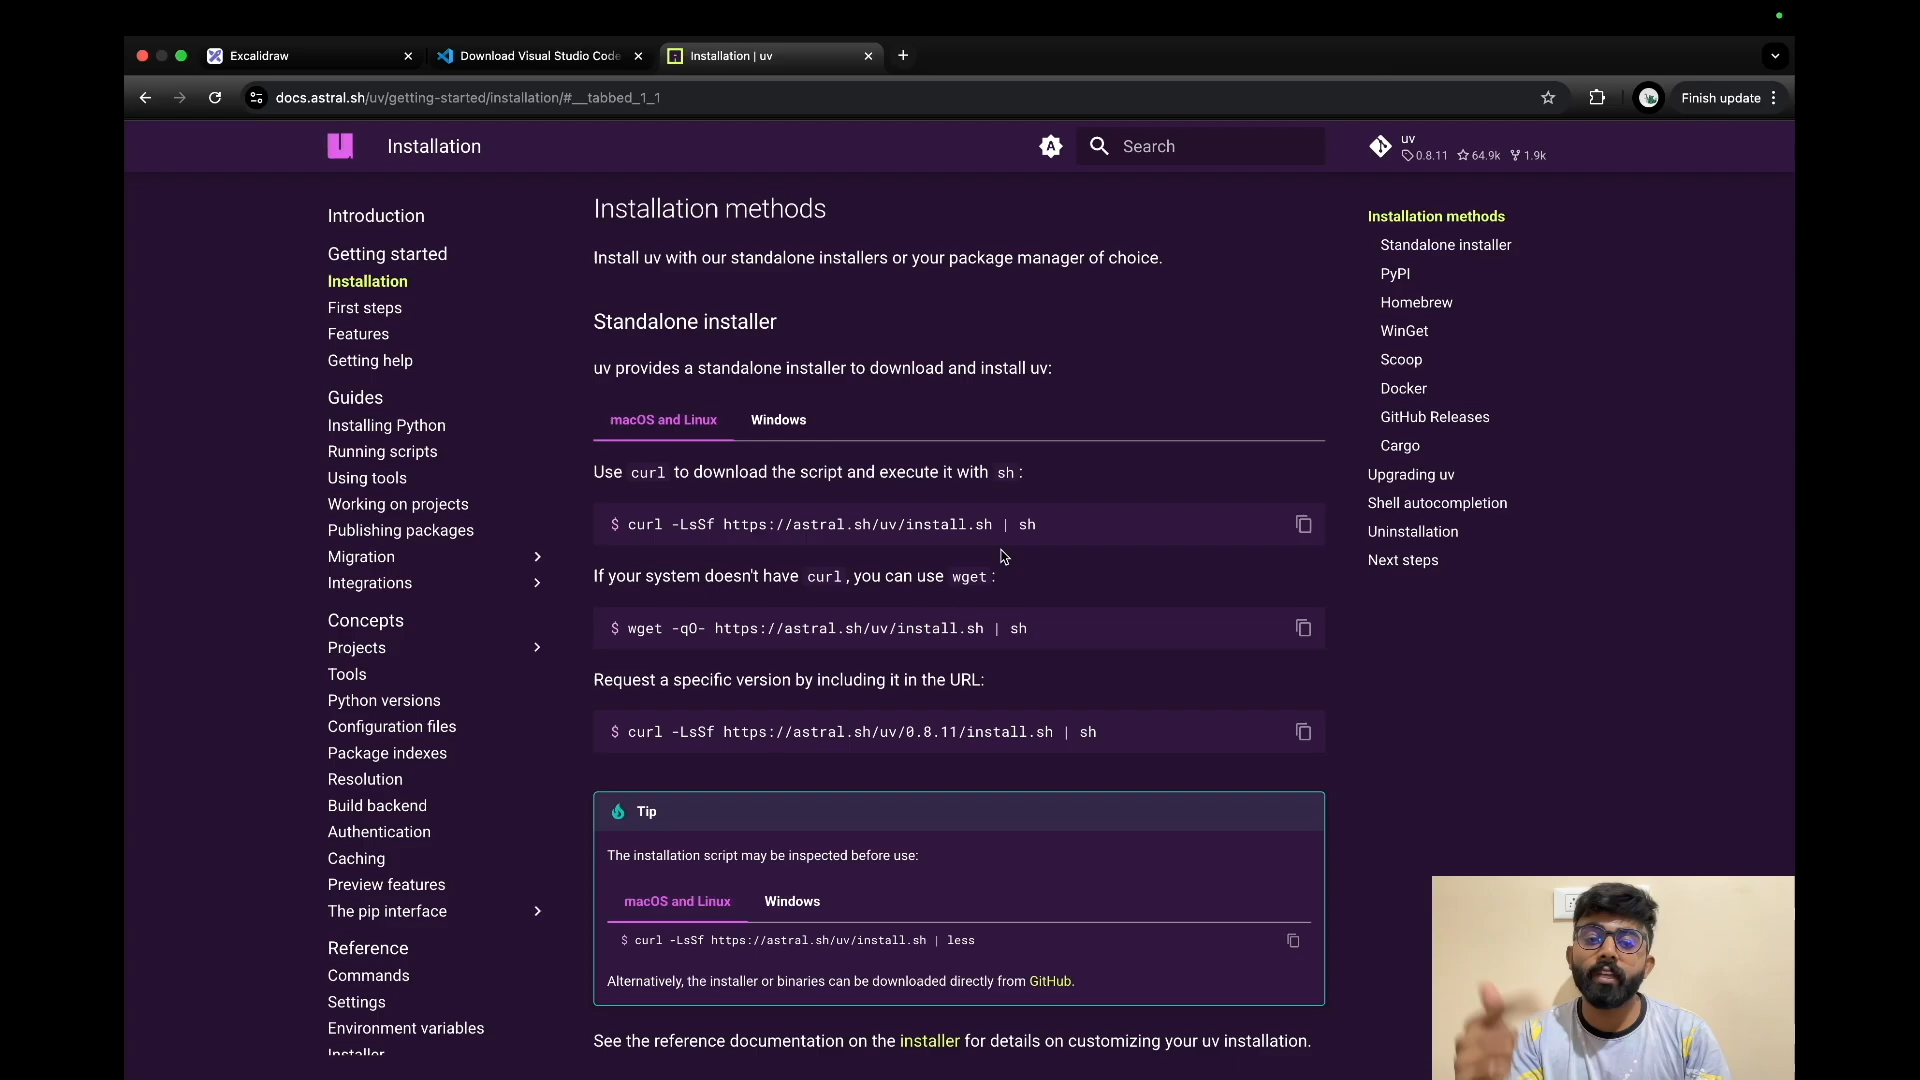 Excalidraw
Download Visual Studio Code
Installation | uv
docs.astral.sh/uv/getting-started/installation/#__tabbed_1_1
Finish update
Installation
Search
uv
0.8.11 64.9k 1.9k
Introduction
Getting started
Installation
First steps
Features
Getting help
Guides
Installing Python
Running scripts
Using tools
Working on projects
Publishing packages
Migration
Integrations
Concepts
Projects
Tools
Python versions
Configuration files
Package indexes
Resolution
Build backend
Authentication
Caching
Preview features
The pip interface
Reference
Commands
Settings
Environment variables
Installer
Installation methods
Install uv with our standalone installers or your package manager of choice.
Standalone installer
uv provides a standalone installer to download and install uv:
macOS and Linux Windows
Use curl to download the script and execute it with sh:
$ curl -LsSf https://astral.sh/uv/install.sh | sh
If your system doesn't have curl, you can use wget:
$ wget -qO- https://astral.sh/uv/install.sh | sh
Request a specific version by including it in the URL:
$ curl -LsSf https://astral.sh/uv/0.8.11/install.sh | sh
Tip
The installation script may be inspected before use:
macOS and Linux Windows
$ curl -LsSf https://astral.sh/uv/install.sh | less
Alternatively, the installer or binaries can be downloaded directly from GitHub.
See the reference documentation on the installer for details on customizing your uv installation.
Installation methods
Standalone installer
PyPI
Homebrew
WinGet
Scoop
Docker
GitHub Releases
Cargo
Upgrading uv
Shell autocompletion
Uninstallation
Next steps